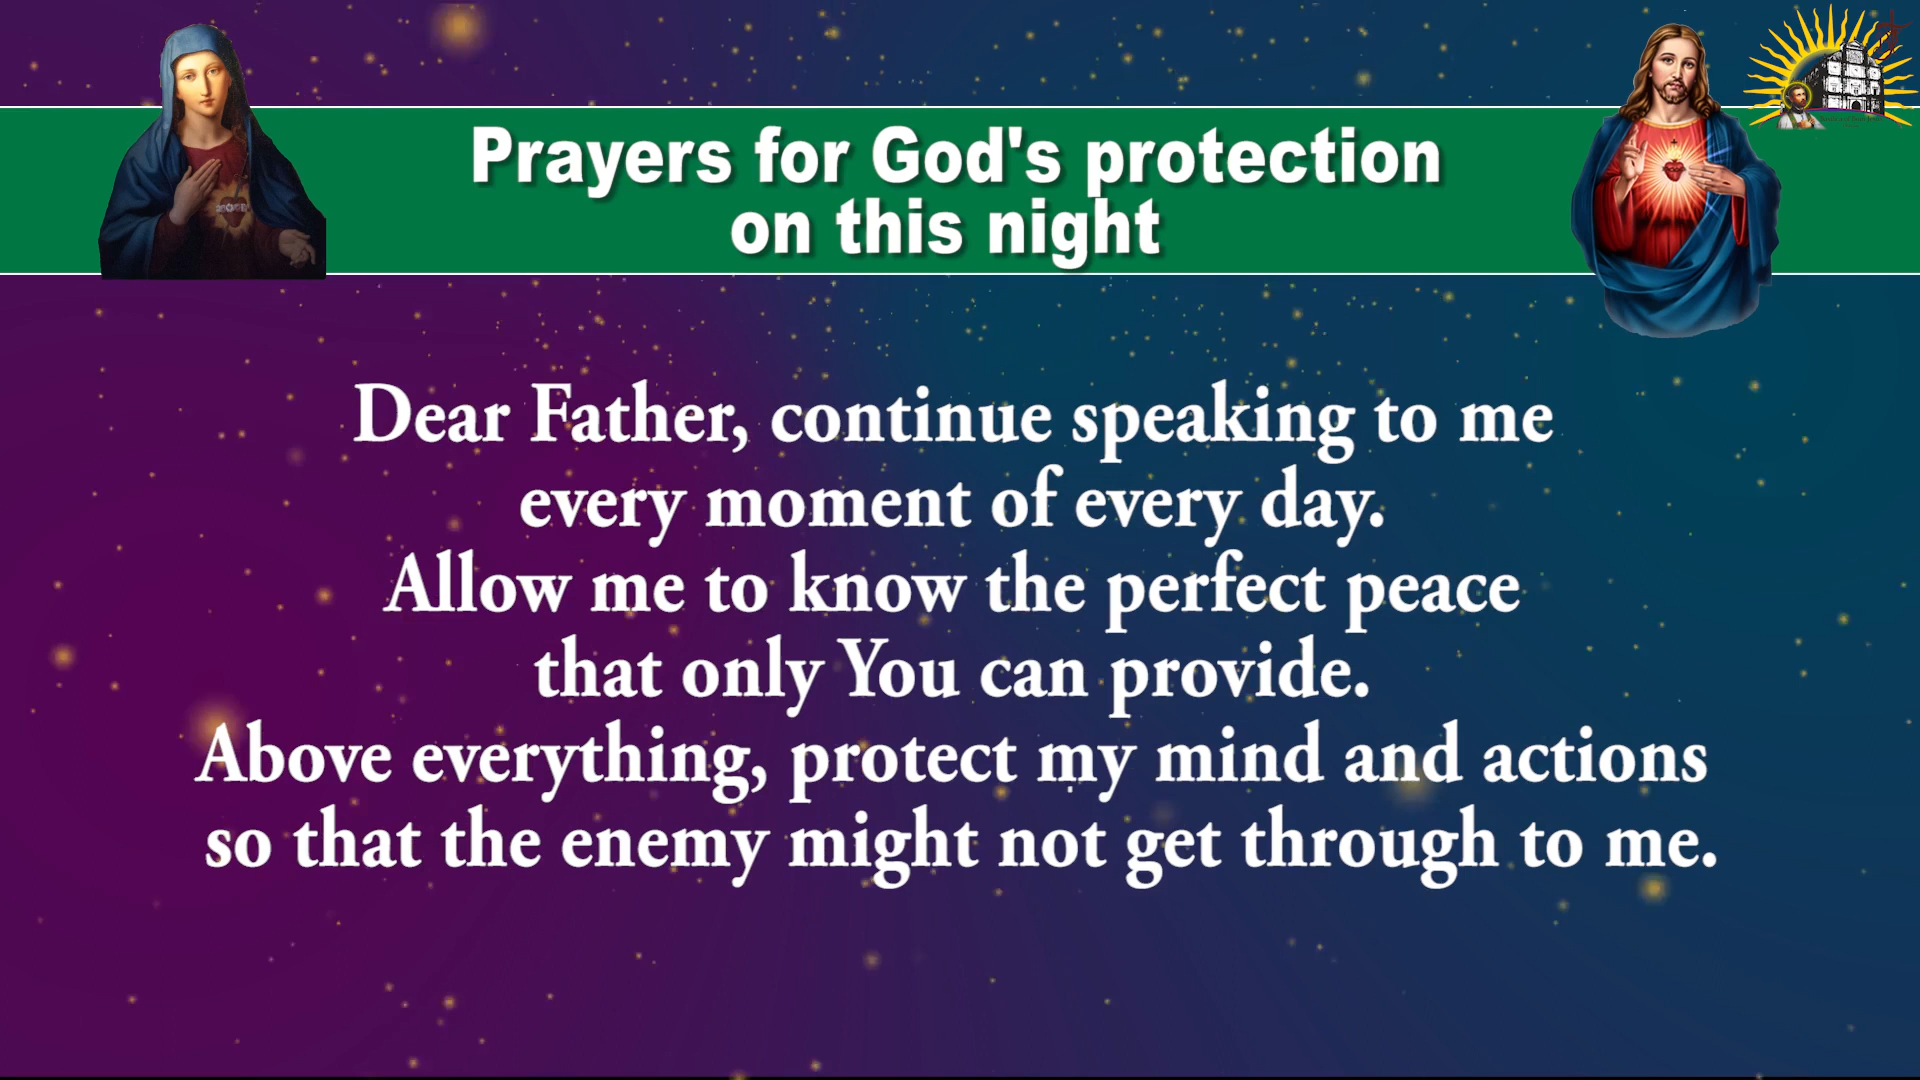 Prayers for God's protection
on this night
Dear Father, continue speaking to me
every moment of every day.
Allow me to know the perfect peace
that only You can provide.
Above everything, protect my mind and actions
so that the enemy might not get through to me.